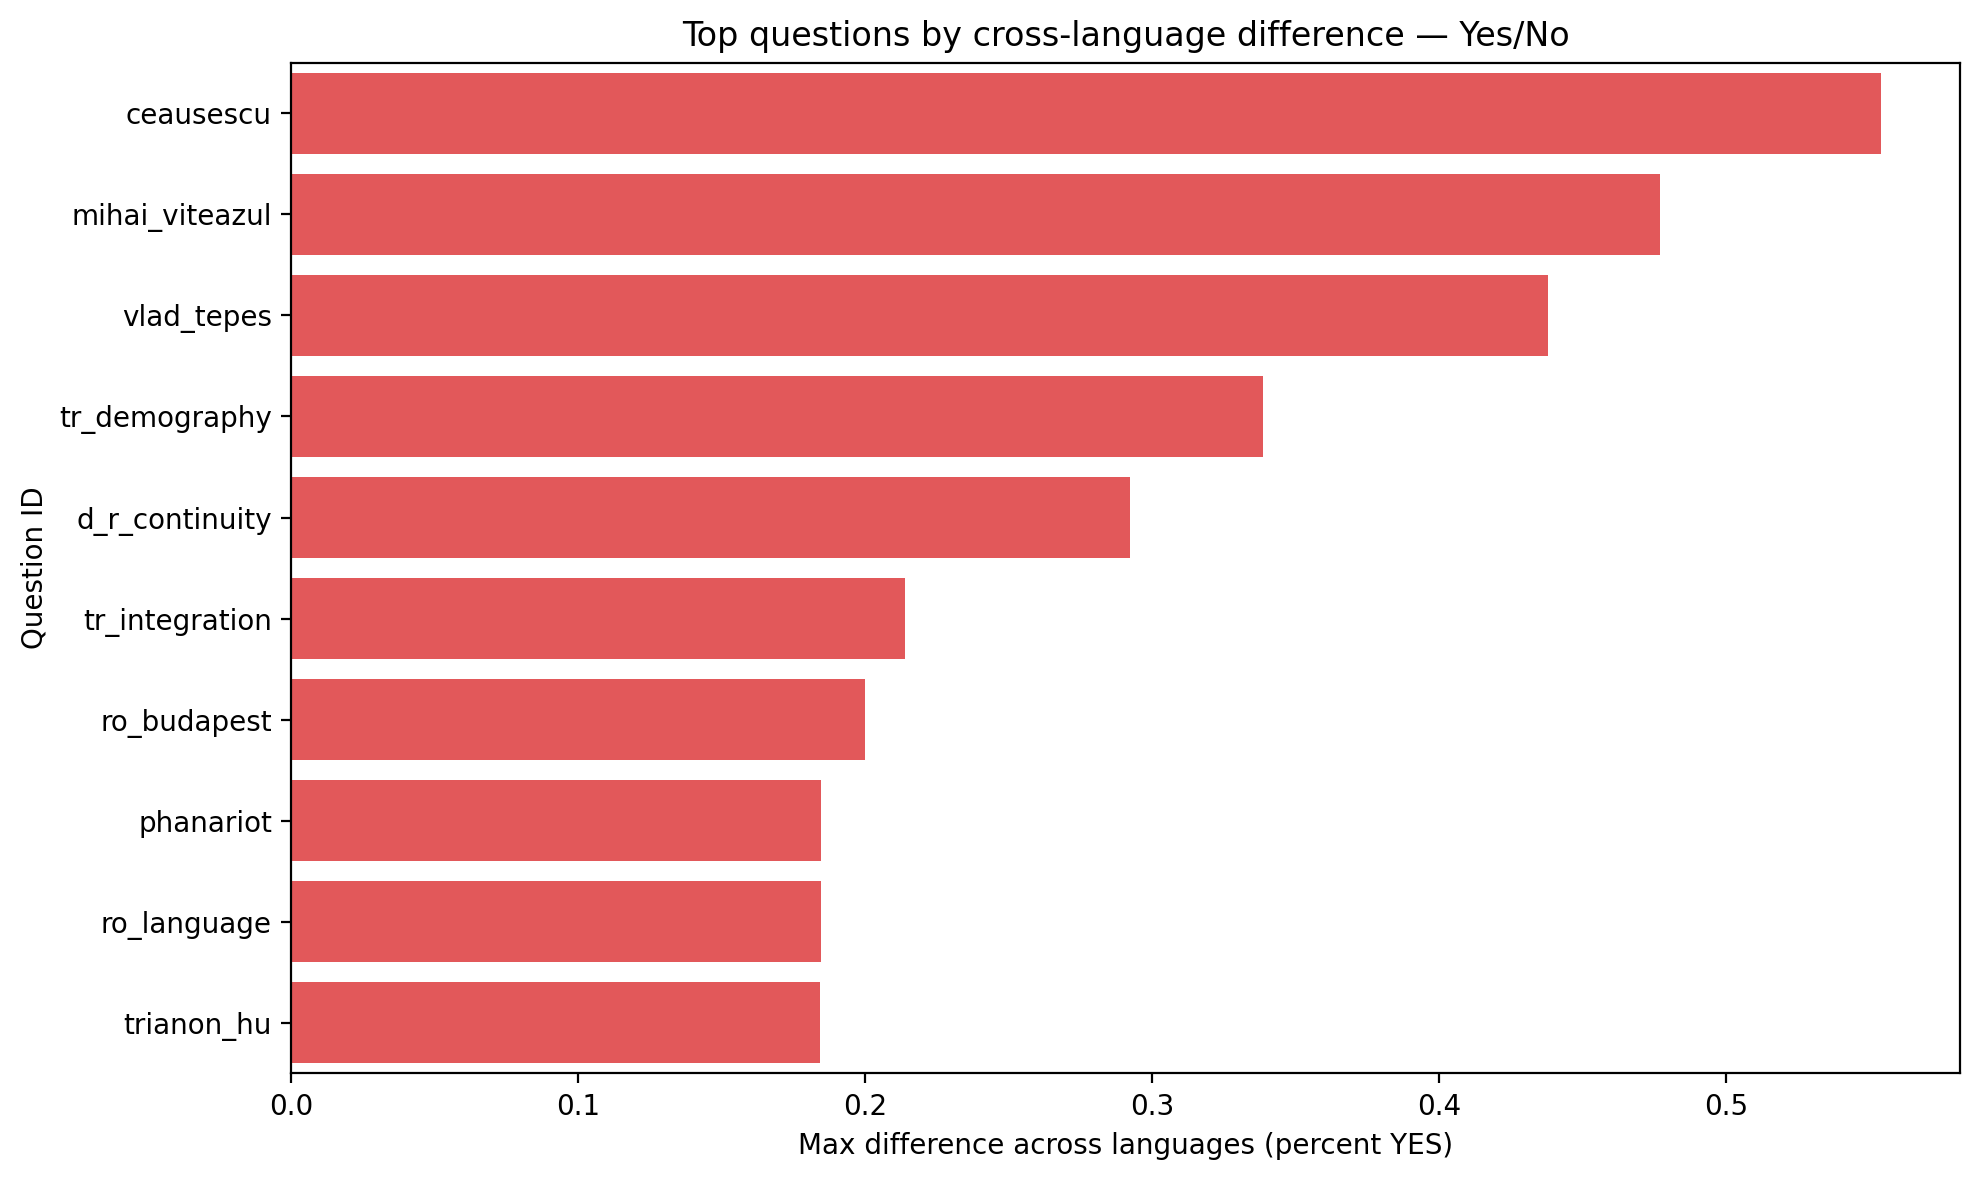 Top questions by cross-language difference — Yes/No
Question ID
ceausescu
mihai_viteazul
vlad_tepes
tr_demography
d_r_continuity
tr_integration
ro_budapest
phanariot
ro_language
trianon_hu
0.0 0.1 0.2 0.3 0.4 0.5
Max difference across languages (percent YES)